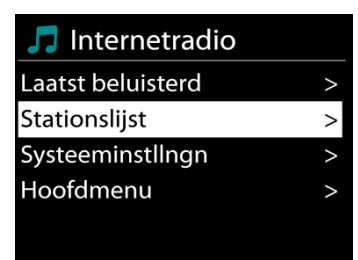 Internetradio
Laatst beluisterd >
Stationslijst >
Systeeminstllngn >
Hoofdmenu >